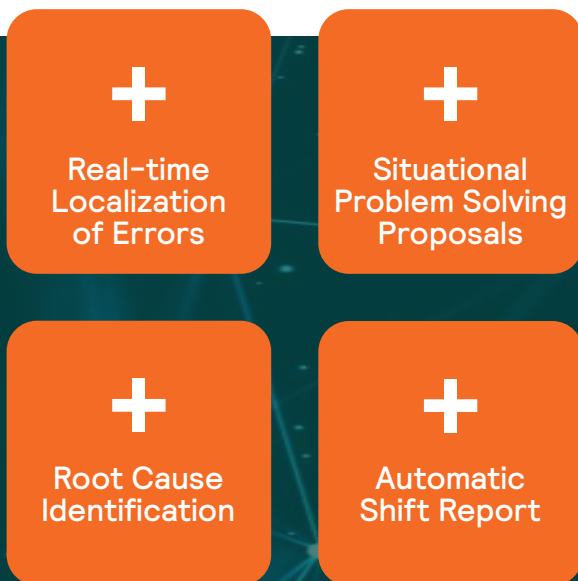 Real-time
Localization
of Errors
Situational
Problem Solving
Proposals
Root Cause
Identification
Automatic
Shift Report